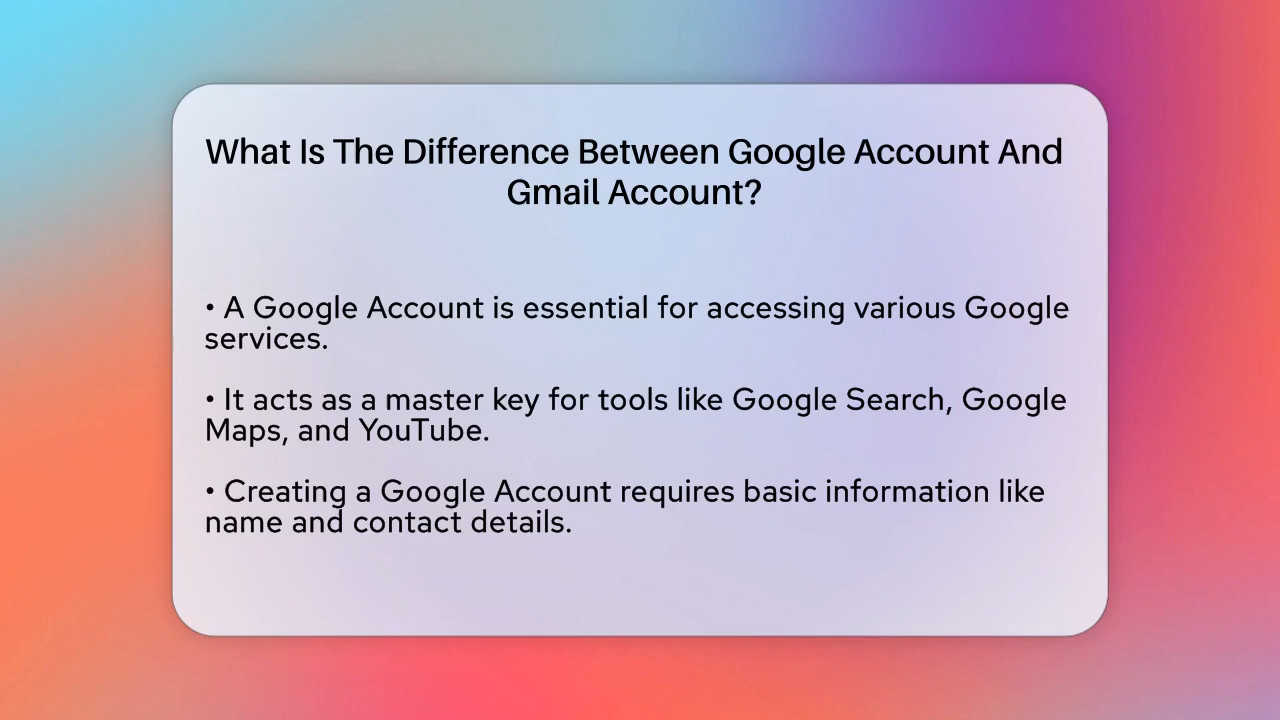 What Is The Difference Between Google Account And
Gmail Account?
• A Google Account is essential for accessing various Google
services.
• It acts as a master key for tools like Google Search, Google
Maps, and YouTube.
• Creating a Google Account requires basic information like
name and contact details.